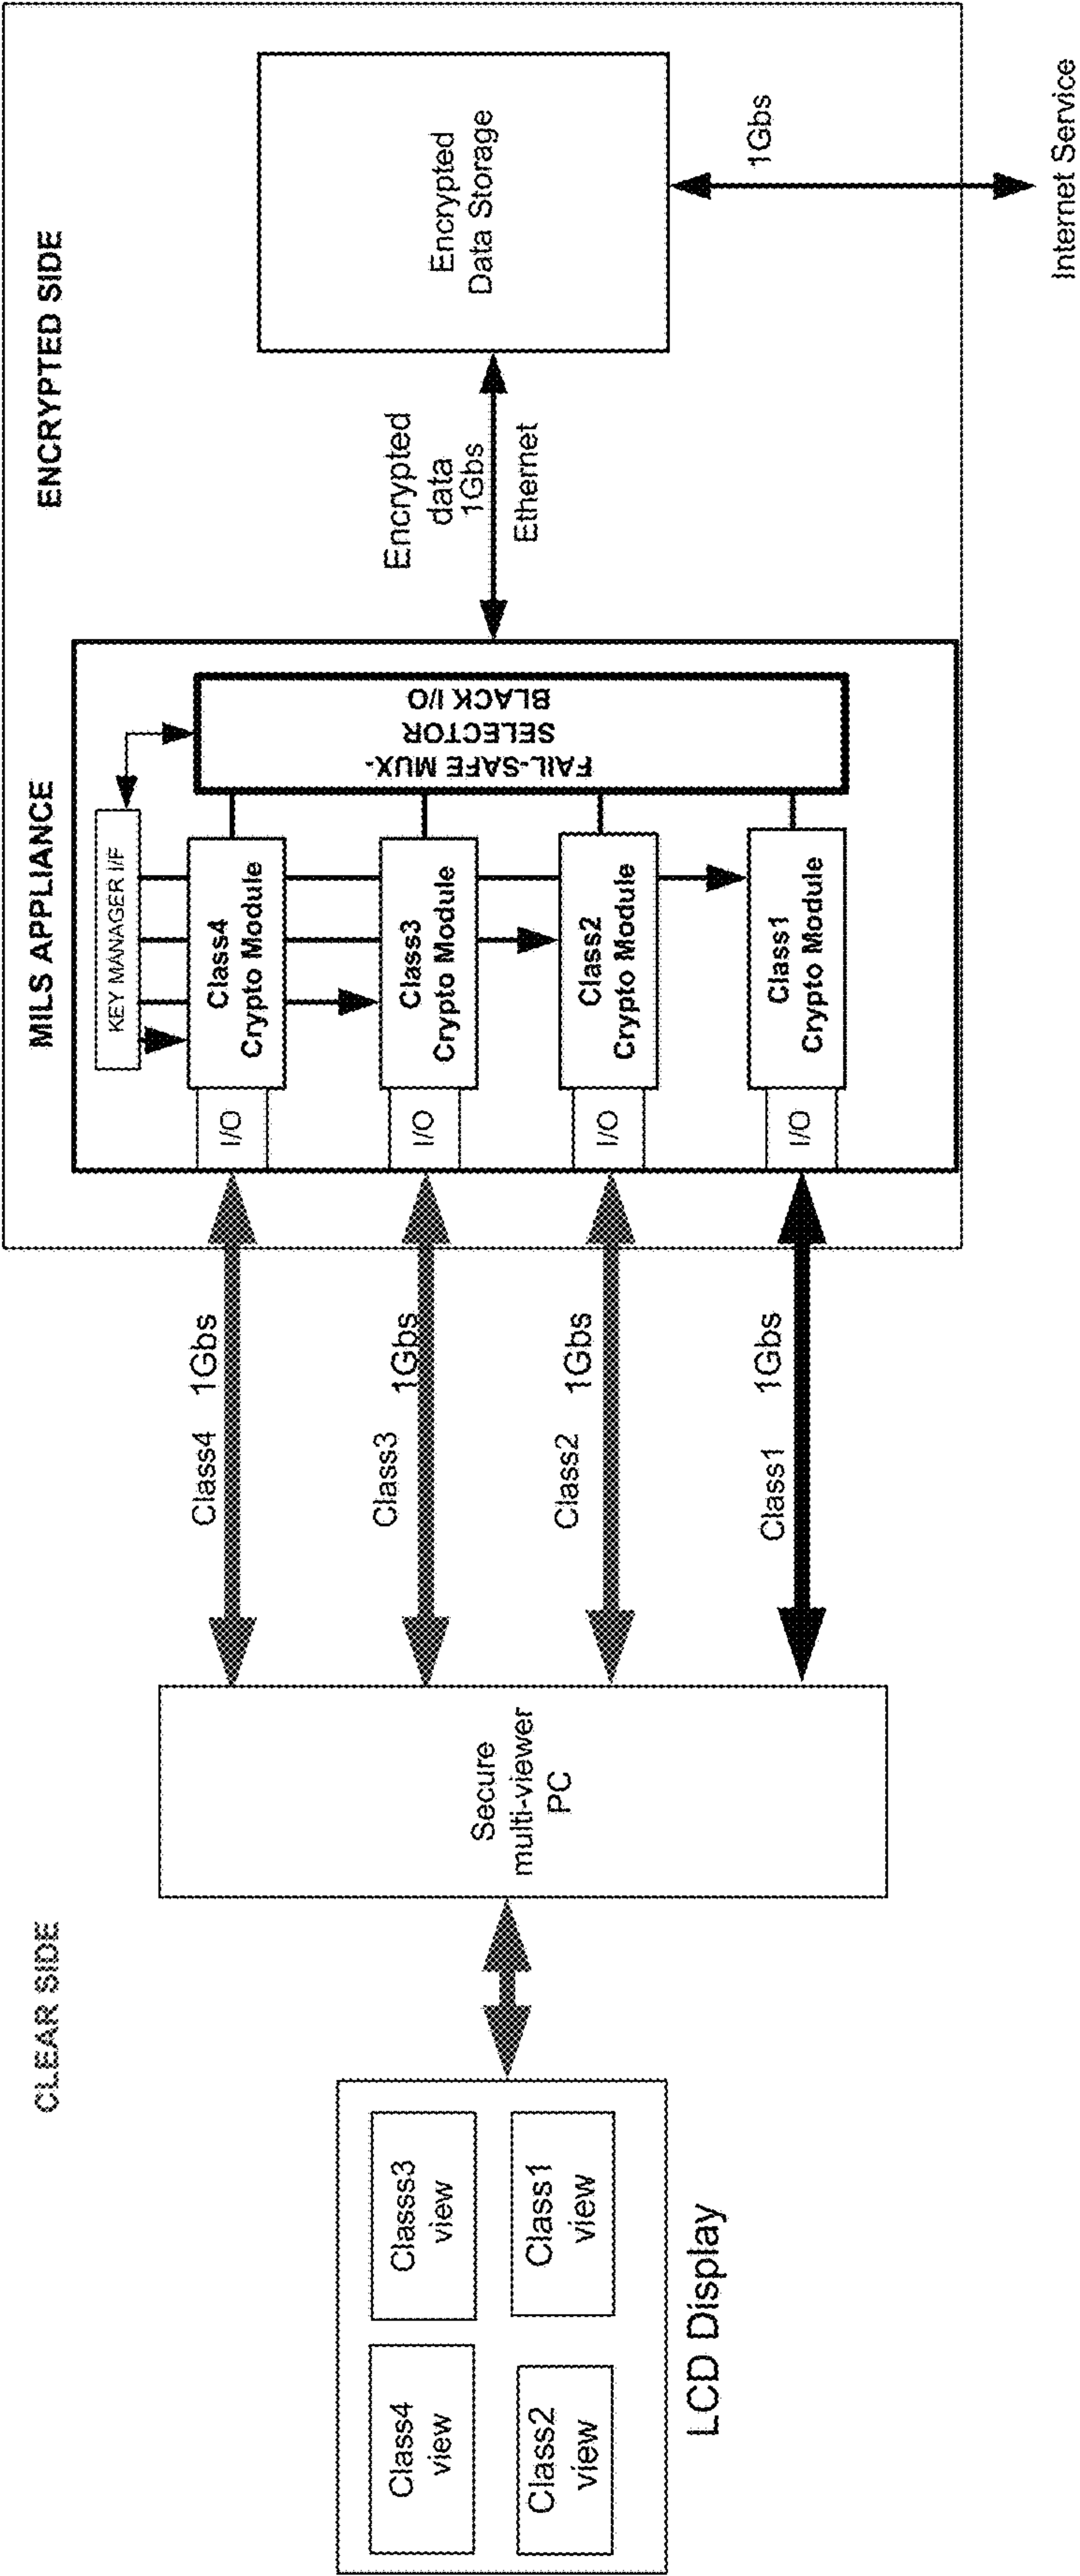 CLEAR SIDE
ENCRYPTED SIDE
MILS APPLIANCE
Class4
view
Classs3
view
Class2
view
Class1
view
LCD Display
Secure
multi-viewer
PC
Class4 1Gbs
Class3 1Gbs
Class2 1Gbs
Class1 1Gbs
KEY MANAGER I/F
I/O
Class4
Crypto Module
I/O
Class3
Crypto Module
I/O
Class2
Crypto Module
I/O
Class1
Crypto Module
FAIL-SAFE MUX-
SELECTOR
BLACK I/O
Encrypted
data
1Gbs
Ethernet
Encrypted
Data Storage
1Gbs
Internet Service